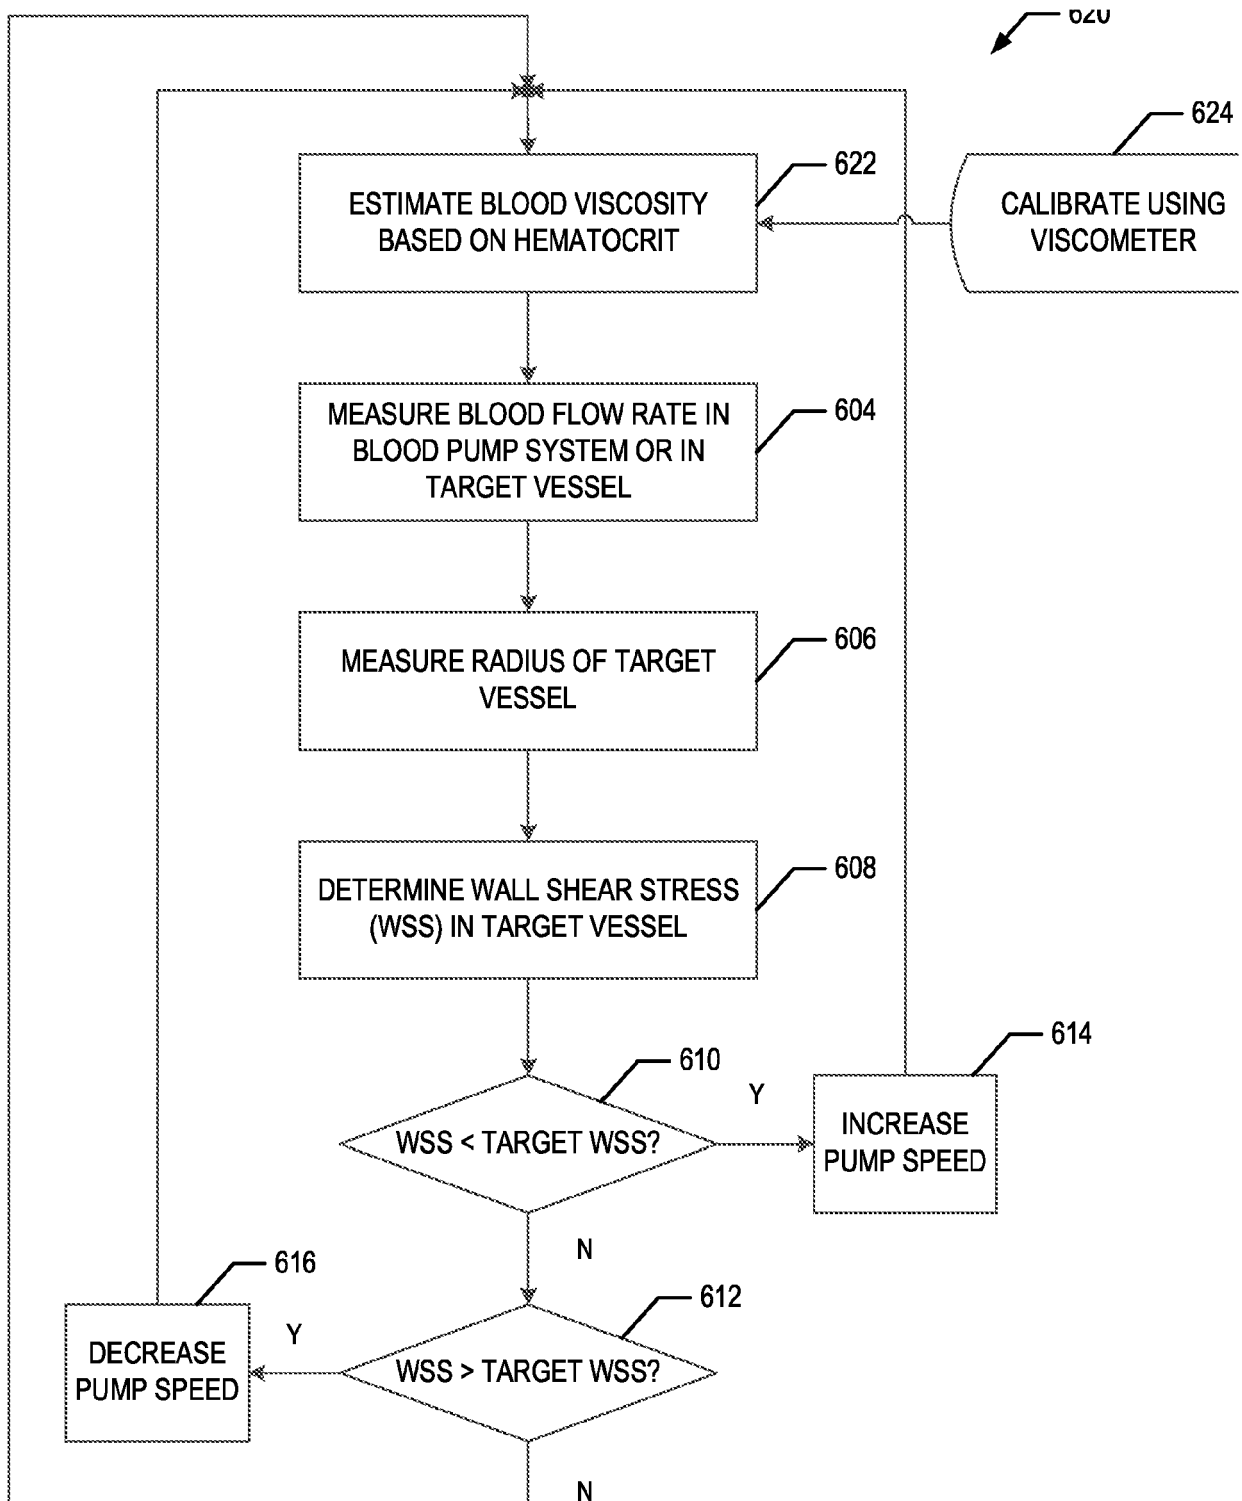 620
622
624
ESTIMATE BLOOD VISCOSITY
BASED ON HEMATOCRIT
CALIBRATE USING
VISCOMETER
604
MEASURE BLOOD FLOW RATE IN
BLOOD PUMP SYSTEM OR IN
TARGET VESSEL
606
MEASURE RADIUS OF TARGET
VESSEL
608
DETERMINE WALL SHEAR STRESS
(WSS) IN TARGET VESSEL
610
WSS < TARGET WSS?
Y
614
INCREASE
PUMP SPEED
N
612
WSS > TARGET WSS?
Y
616
DECREASE
PUMP SPEED
N